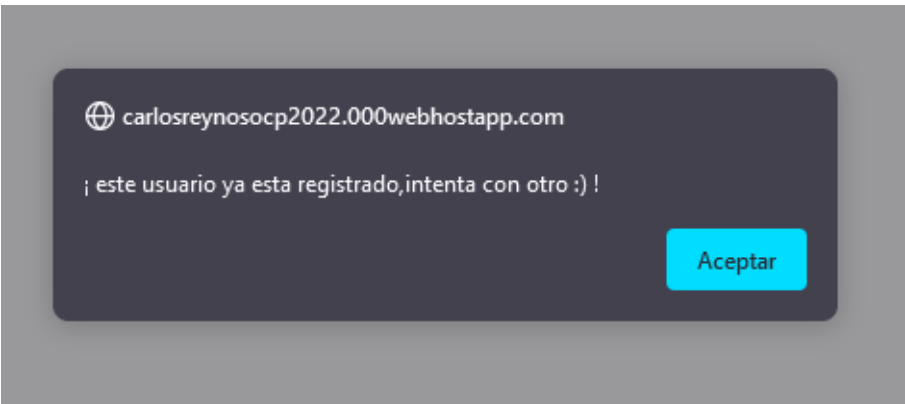 carlosreynosocp2022.000webhostapp.com
¡ este usuario ya esta registrado,intenta con otro :) !
Aceptar